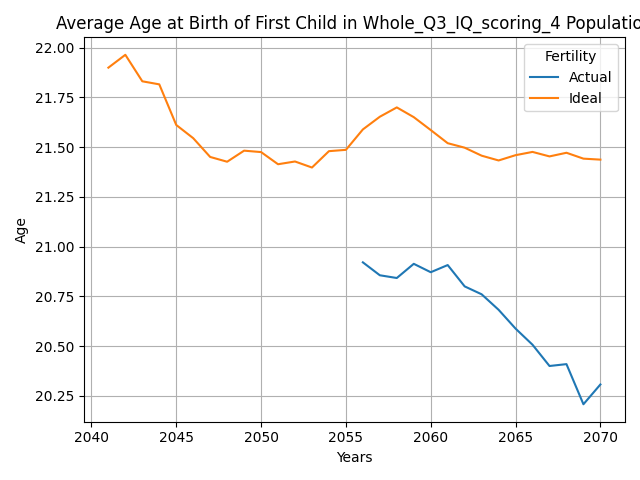 Average Age at Birth of First Child in Whole_Q3_IQ_scoring_4 Populatio
Fertility
Actual
Ideal
22.00
21.75
21.50
21.25
21.00
20.75
20.50
20.25
Age
2040 2045 2050 2055 2060 2065 2070
Years